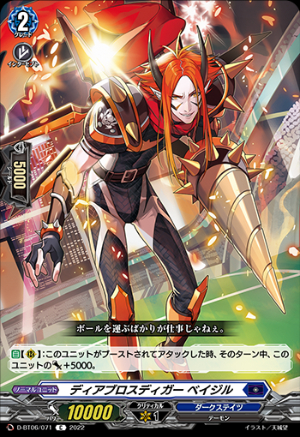 2
グレード
インターセプト
5000
シールド
ボールを運ぶばかりが仕事じゃねぇ。
【自】:このユニットがブーストされてアタックした時、そのターン中、このユニットの+5000。
ノーマルユニット
ディアブロスディガー ベイジル
パワー
10000
クリティカル
1
ダークステイツ
デーモン
D-BT06/071 C 2022
イラスト/天城望